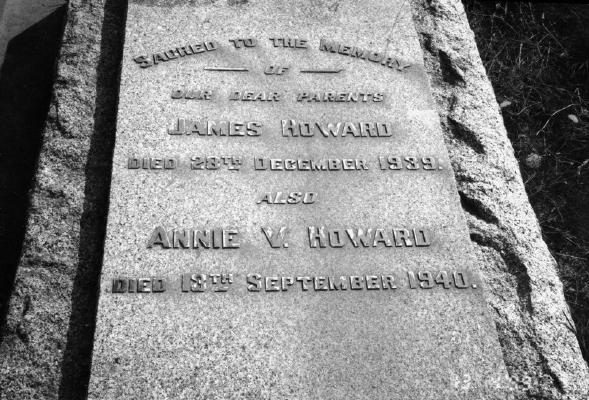 SACRED TO THE MEMORY
OF
OUR DEAR PARENTS
JAMES HOWARD
DIED 28TH DECEMBER 1939.
ALSO
ANNIE V. HOWARD
DIED 13TH SEPTEMBER 1940.